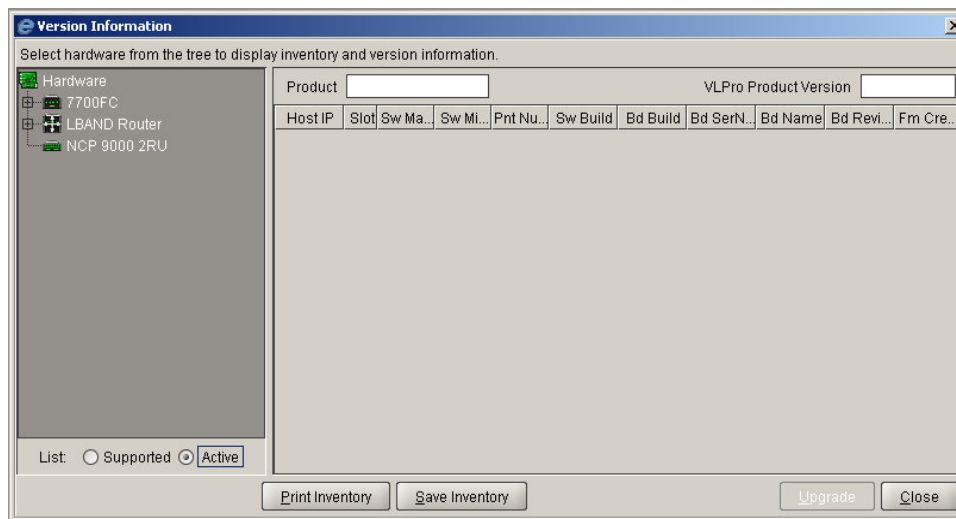 Version Information
Select hardware from the tree to display inventory and version information.
Hardware
7700FC
LBAND Router
NCP 9000 2RU
Product
VLPro Product Version
Host IP Slot Sw Ma... Sw Mi... Pnt Nu... Sw Build Bd Build Bd SerN... Bd Name Bd Revi... Fm Cre...
List: Supported Active
Print Inventory Save Inventory Upgrade Close